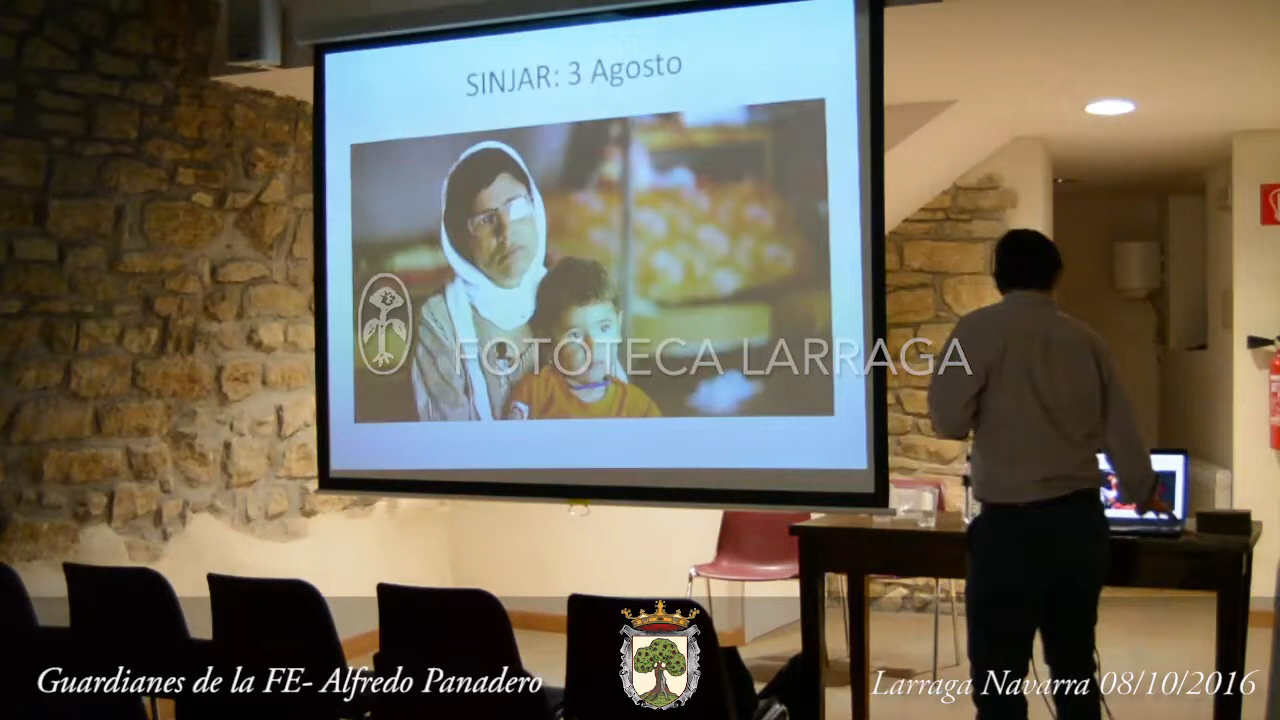 SINJAR: 3 Agosto
FOTOTECA LARRAGA
Guardianes de la FE- Alfredo Panadero
Larraga Navarra 08/10/2016